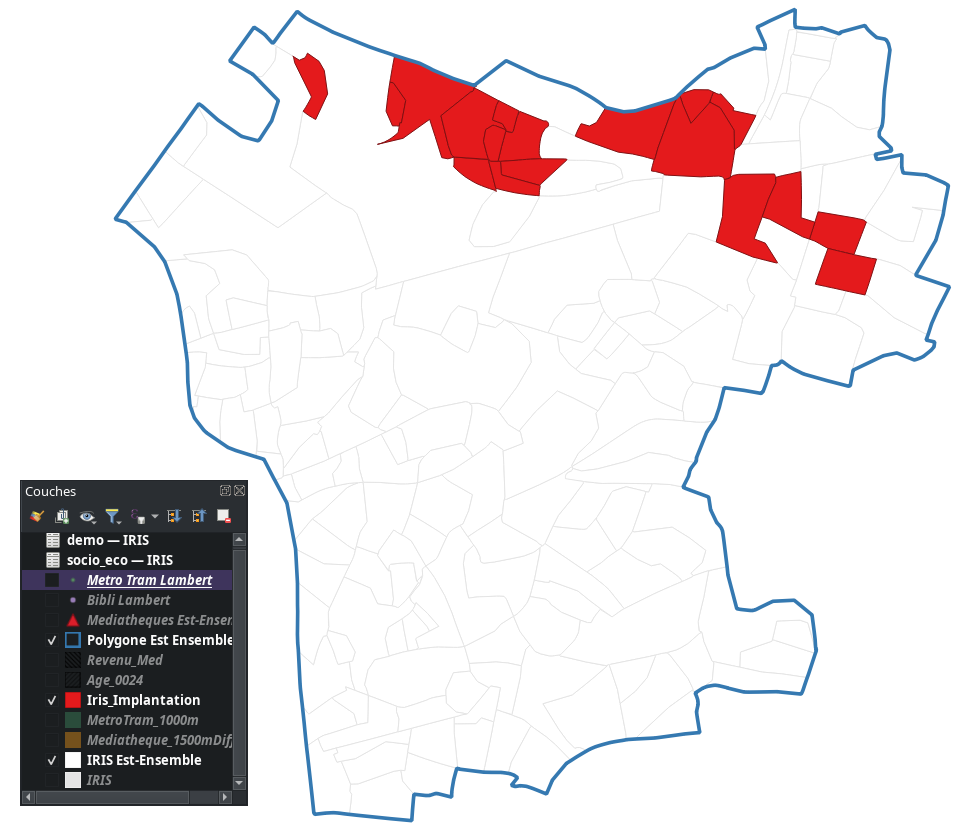 Couches
demo — IRIS
socio_eco — IRIS
Metro Tram Lambert
Bibli Lambert
Mediatheques Est-Enser
Polygone Est Ensemble
Revenu_Med
Age_0024
Iris_Implantation
MetroTram_1000m
Mediatheque_1500mDiff
IRIS Est-Ensemble
IRIS